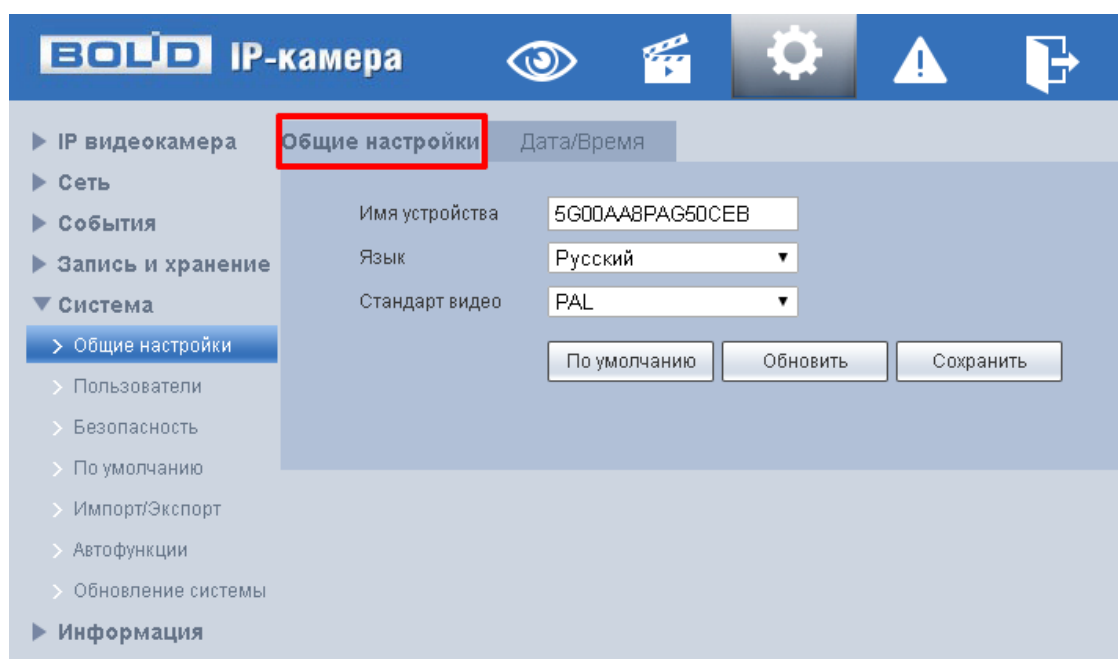 BOLID IP-камера
IP видеокамера
Сеть
События
Запись и хранение
Система
Общие настройки
Пользователи
Безопасность
По умолчанию
Импорт/Экспорт
Автофункции
Обновление системы
Информация
Общие настройки Дата/Время
Имя устройства 5G00AA8PAG50CEB
Язык Русский
Стандарт видео PAL
По умолчанию Обновить Сохранить